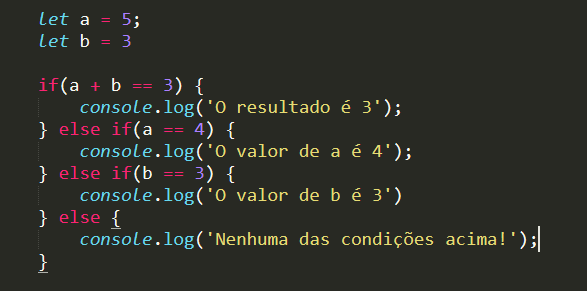 let a = 5;
let b = 3
if(a + b == 3) {
console.log('O resultado é 3');
} else if(a == 4) {
console.log('O valor de a é 4');
} else if(b == 3) {
console.log('O valor de b é 3')
} else {
console.log('Nenhuma das condições acima!');
}